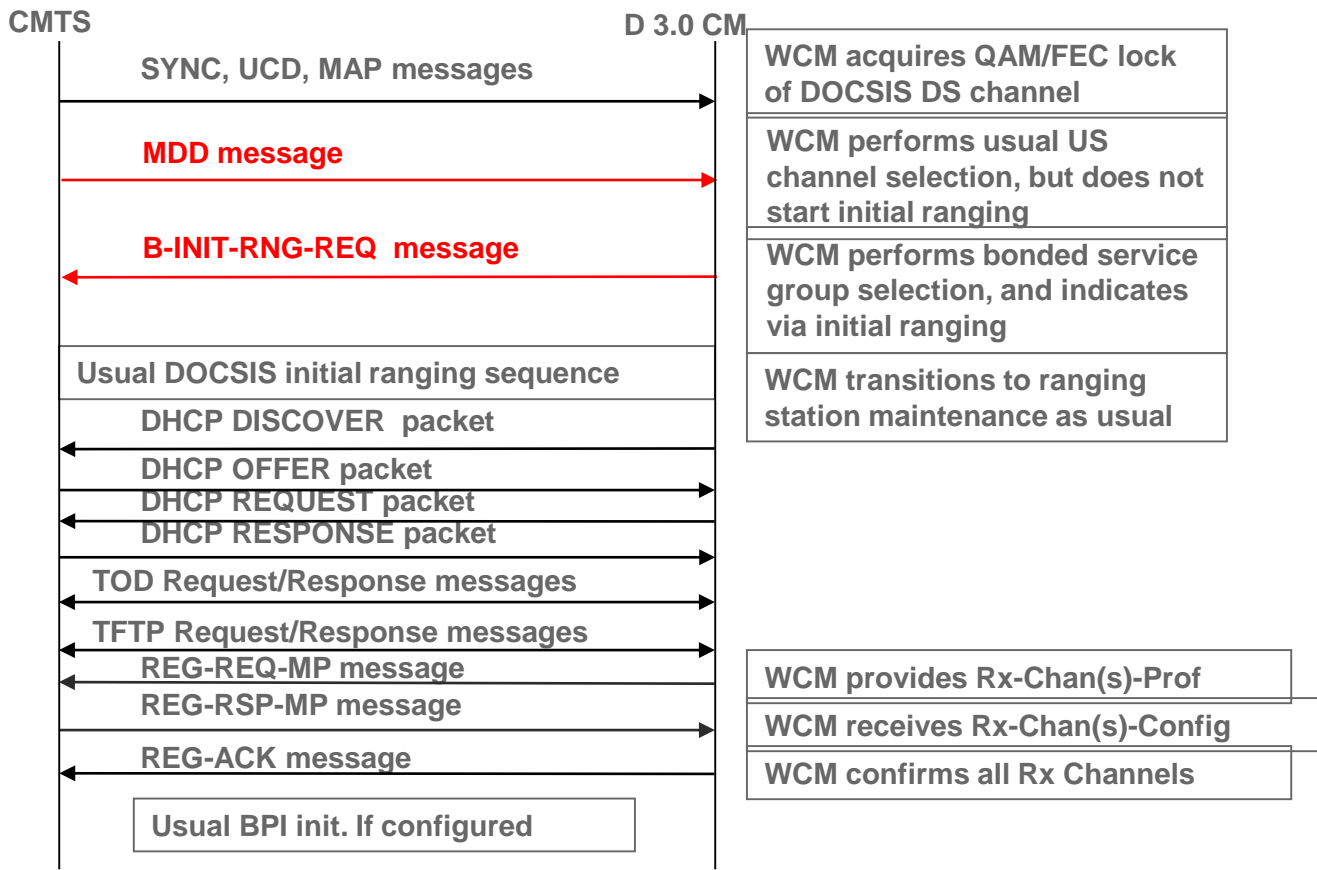 CMTS
D 3.0 CM
SYNC, UCD, MAP messages
WCM acquires QAM/FEC lock
of DOCSIS DS channel
MDD message
WCM performs usual US
channel selection, but does not
start initial ranging
B-INIT-RNG-REQ message
WCM performs bonded service
group selection, and indicates
via initial ranging
Usual DOCSIS initial ranging sequence
WCM transitions to ranging
station maintenance as usual
DHCP DISCOVER packet
DHCP OFFER packet
DHCP REQUEST packet
DHCP RESPONSE packet
TOD Request/Response messages
TFTP Request/Response messages
REG-REQ-MP message
WCM provides Rx-Chan(s)-Prof
REG-RSP-MP message
WCM receives Rx-Chan(s)-Config
REG-ACK message
WCM confirms all Rx Channels
Usual BPI init. If configured